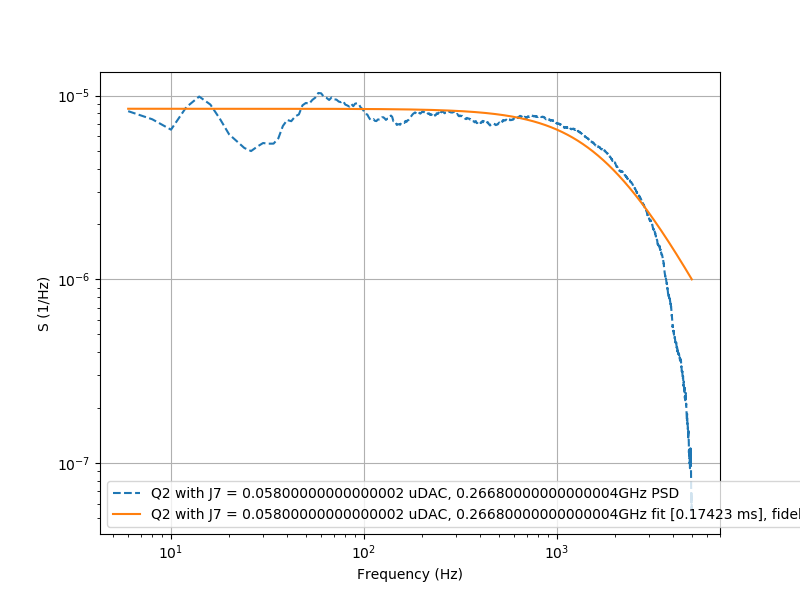 10⁻⁵
10⁻⁶
10⁻⁷
S (1/Hz)
Q2 with J7 = 0.05800000000000002 uDAC, 0.26680000000000004GHz PSD
Q2 with J7 = 0.05800000000000002 uDAC, 0.26680000000000004GHz fit [0.17423 ms], fidel
10¹ 10² 10³
Frequency (Hz)